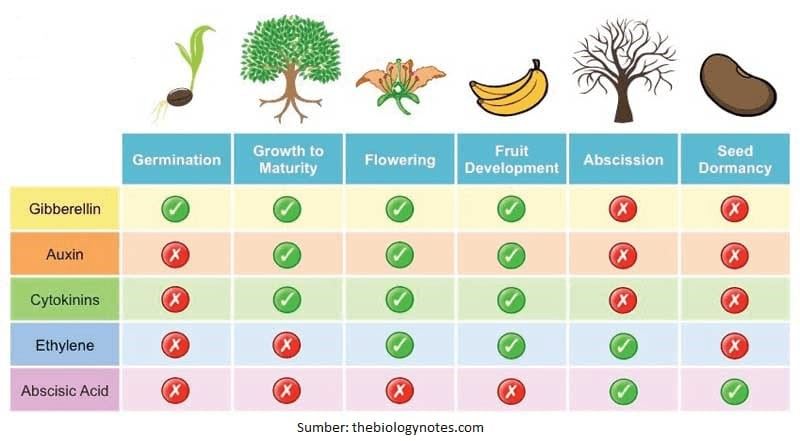 Germination
Growth to
Maturity
Flowering
Fruit
Development
Abscission
Seed
Dormancy
Gibberellin
Auxin
Cytokinins
Ethylene
Abscisic Acid
Sumber: thebiologynotes.com